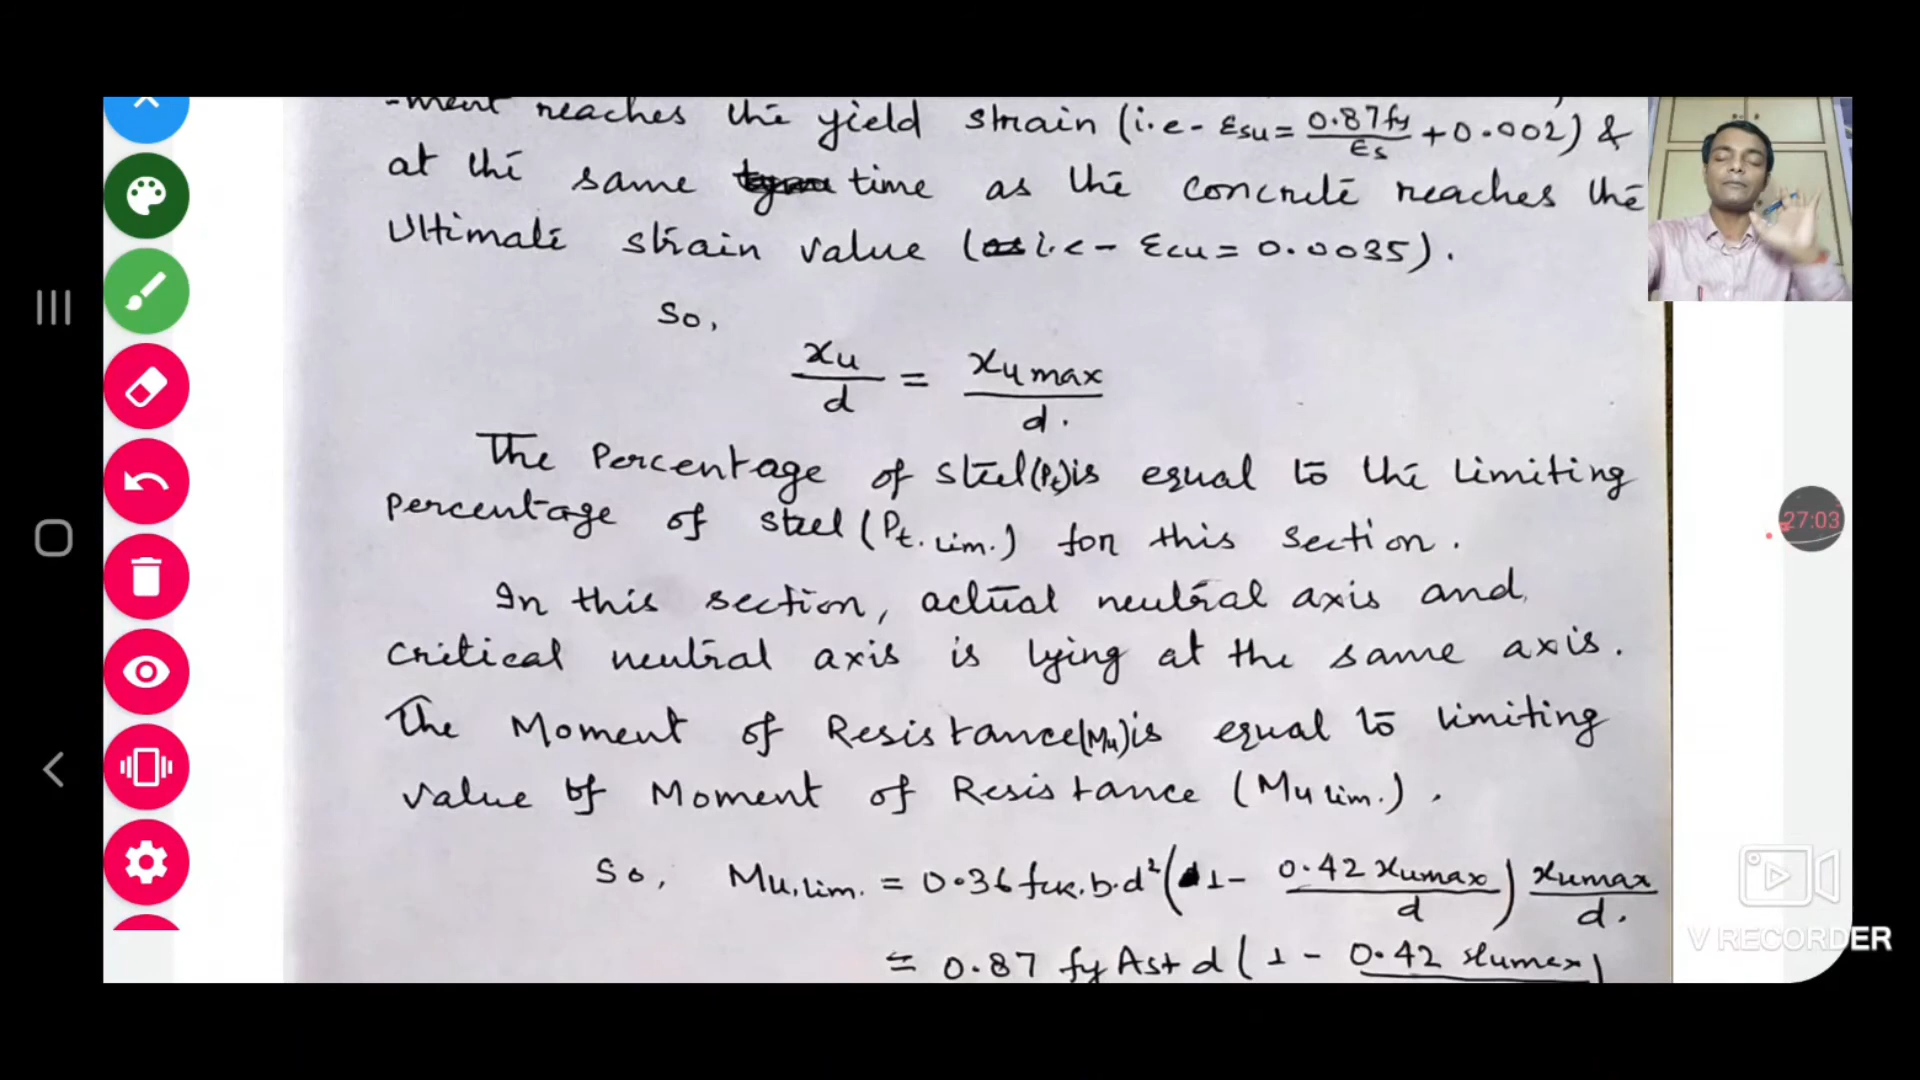 -ment reaches the yield strain (i.e- Esu = 0.87fy/Es + 0.002) &
at the same time as the concrete reaches the
Ultimate strain value (i.e- Ecu = 0.0035).
So,
xu/d = xumax/d.
The Percentage of steel(Pt)is equal to the limiting
percentage of steel (Pt. Lim.) for this section.
In this section, actual neutral axis and
critical neutral axis is lying at the same axis.
The Moment of Resistance(Mu)is equal to limiting
value of Moment of Resistance (Mu lim.).
So, Mu.lim. = 0.36 fck.b.d²(1 - 0.42 xumax/d) xumax/d.
= 0.87 fy Ast d (1 - 0.42 xumax)
27:03
V RECORDER